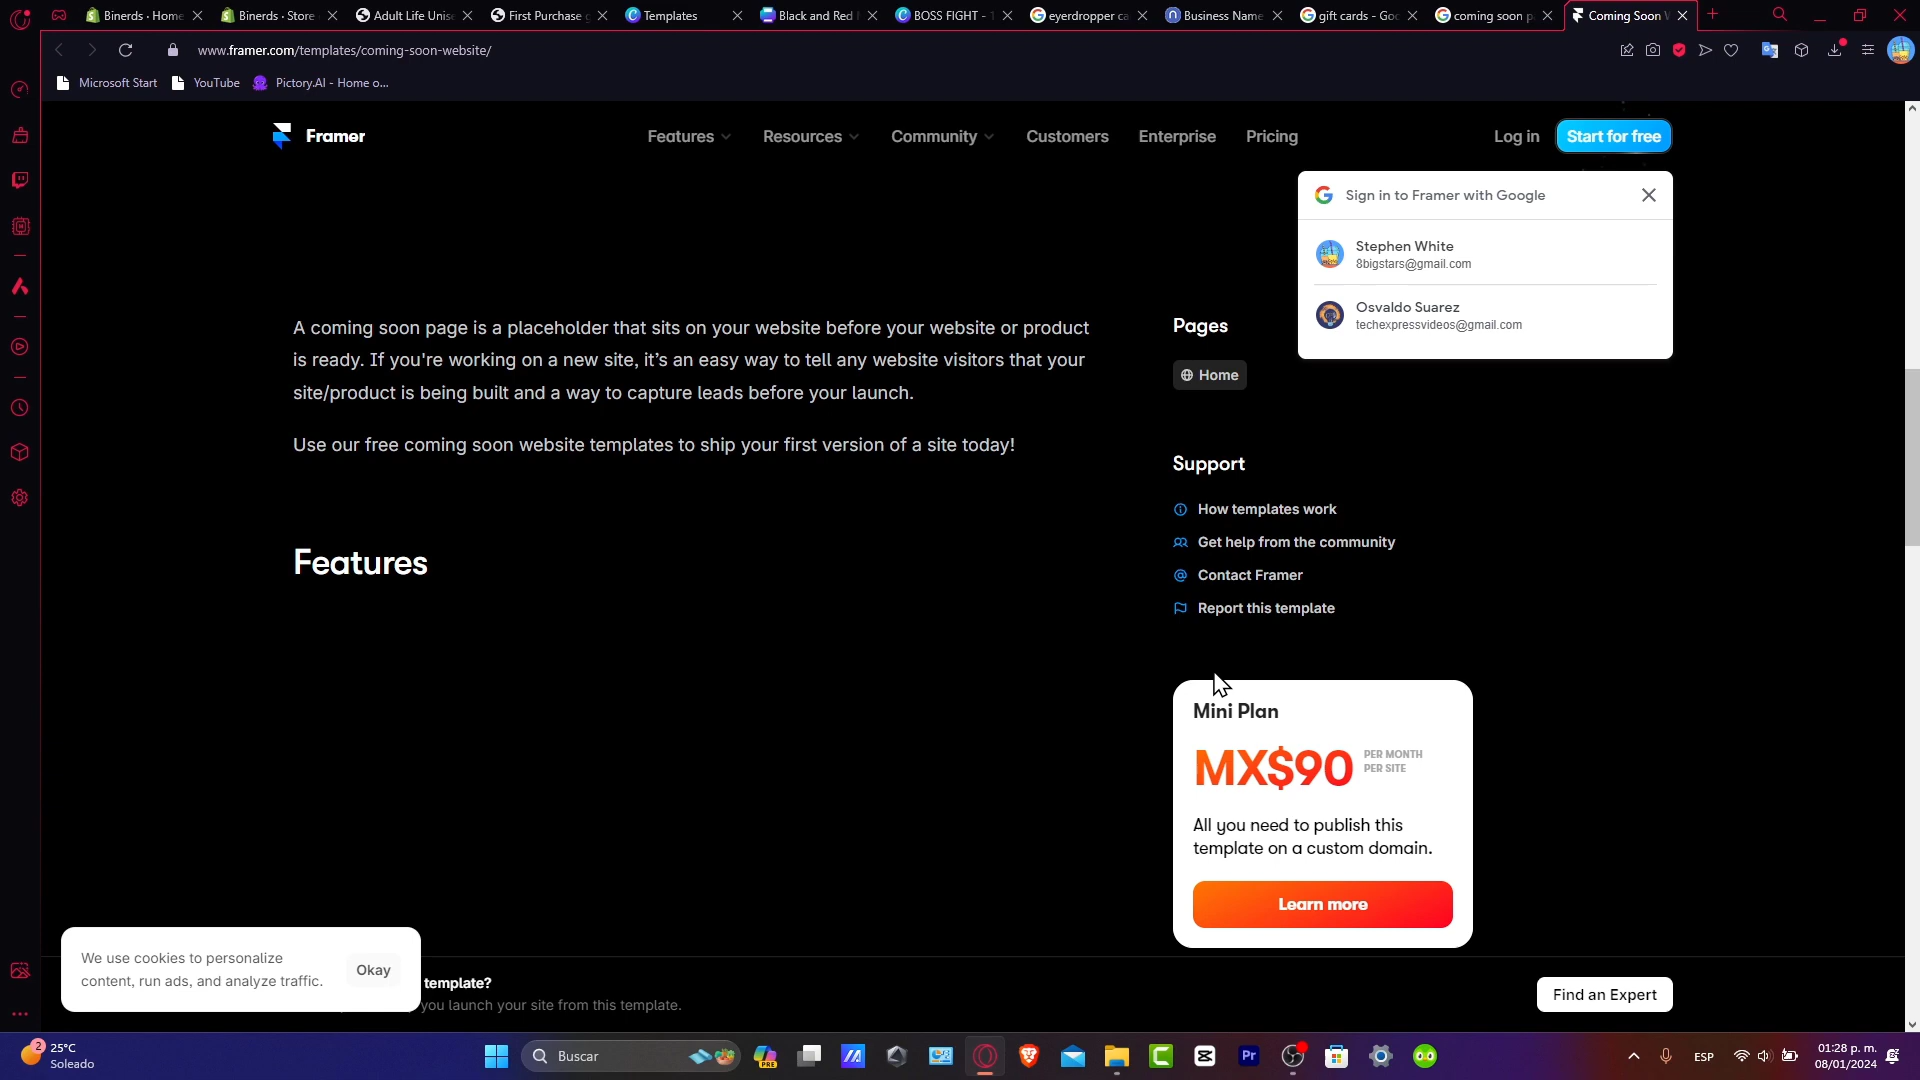 Binerds · Home
Binerds · Store
Adult Life Unise
First Purchase
Templates
Black and Red
BOSS FIGHT - 1
eyerdropper ca
Business Name
gift cards - Goo
coming soon p
Coming Soon
www.framer.com/templates/coming-soon-website/
Microsoft Start
YouTube
Pictory.AI - Home o...
Framer
Features
Resources
Community
Customers
Enterprise
Pricing
Log in
Start for free
Sign in to Framer with Google
Stephen White
8bigstars@gmail.com
Osvaldo Suarez
techexpressvideos@gmail.com
A coming soon page is a placeholder that sits on your website before your website or product
is ready. If you're working on a new site, it’s an easy way to tell any website visitors that your
site/product is being built and a way to capture leads before your launch.
Use our free coming soon website templates to ship your first version of a site today!
Features
Pages
Home
Support
How templates work
Get help from the community
Contact Framer
Report this template
Mini Plan
MX$90
PER MONTH
PER SITE
All you need to publish this
template on a custom domain.
Learn more
We use cookies to personalize
content, run ads, and analyze traffic.
Okay
template?
you launch your site from this template.
Find an Expert
2
25°C
Soleado
Buscar
PRE
Pr
ESP
01:28 p. m.
08/01/2024